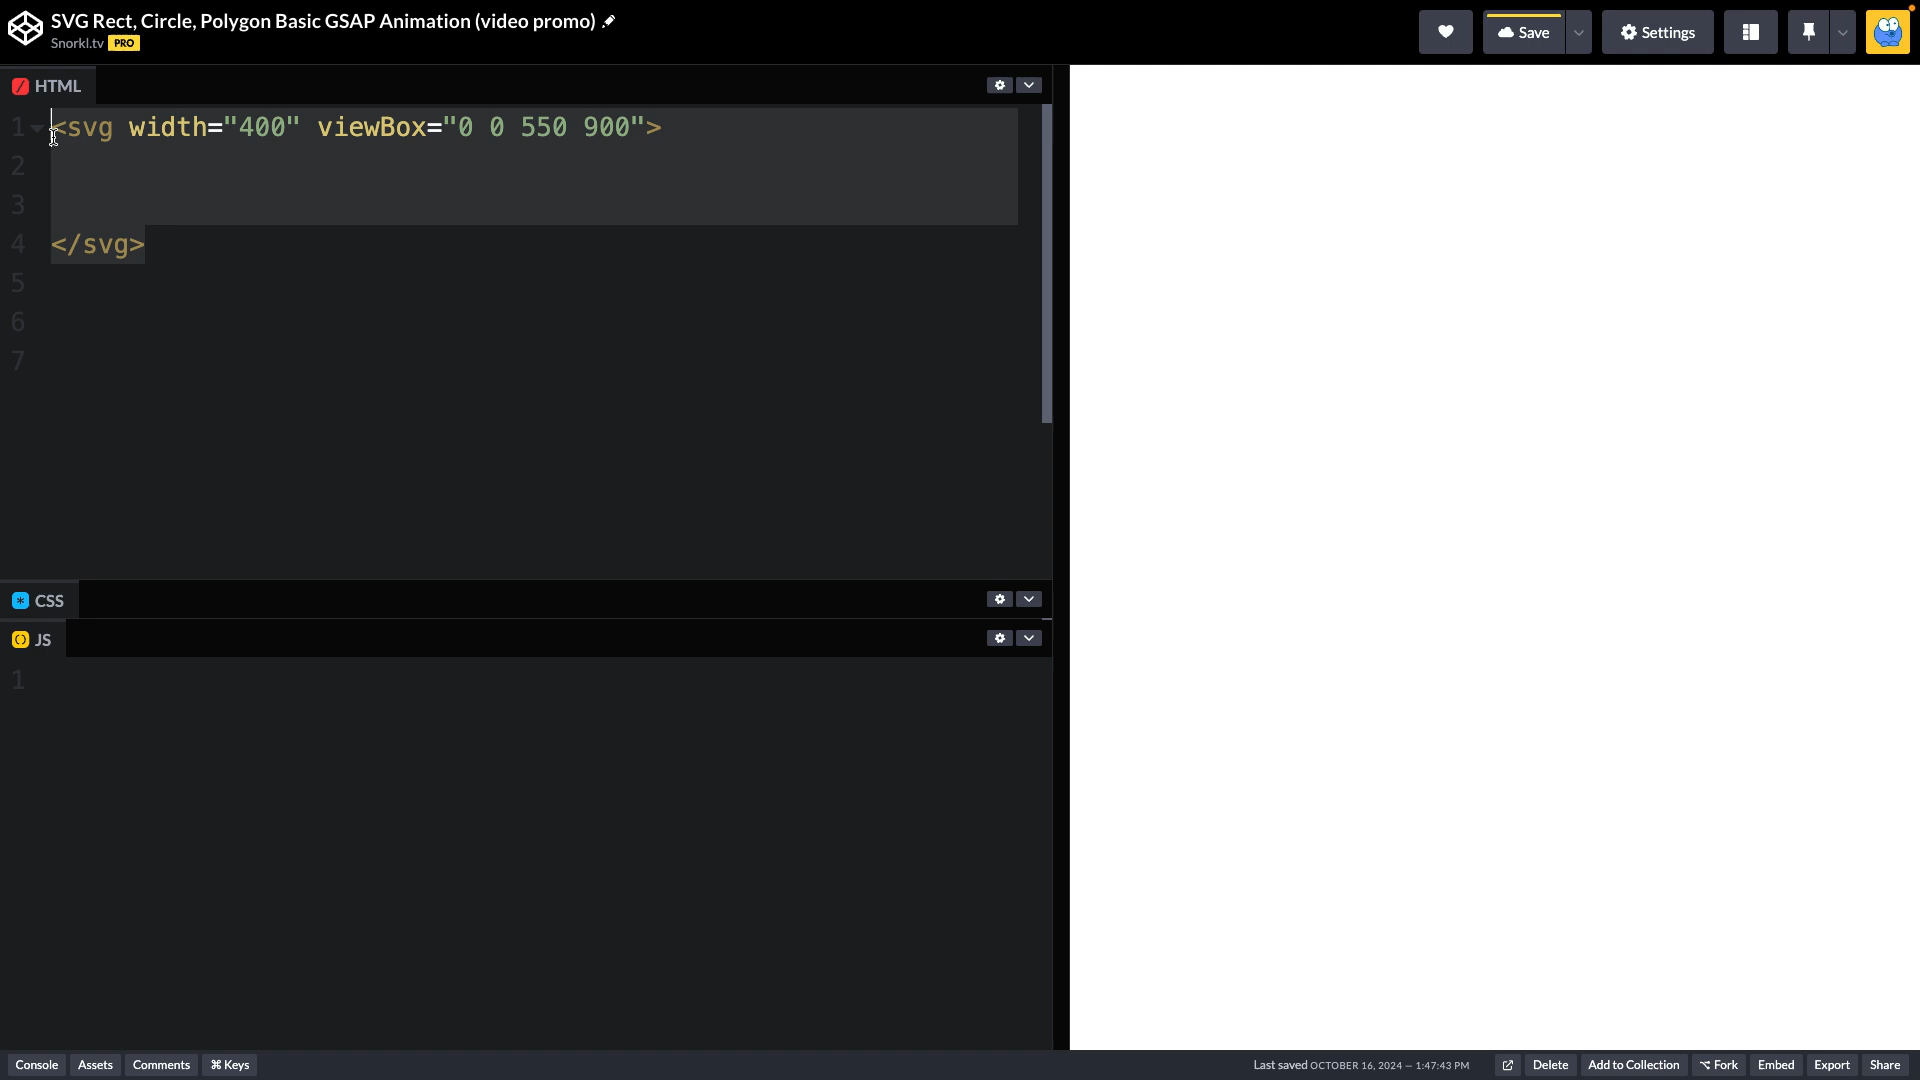 SVG Rect, Circle, Polygon Basic GSAP Animation (video promo)
Snorkl.tv PRO
Save
Settings
HTML
1 <svg width="400" viewBox="0 0 550 900">
2
3
4 </svg>
5
6
7
* CSS
() JS
1
Console Assets Comments ⌘ Keys
Last saved OCTOBER 16, 2024 — 1:47:43 PM
Delete Add to Collection Fork Embed Export Share